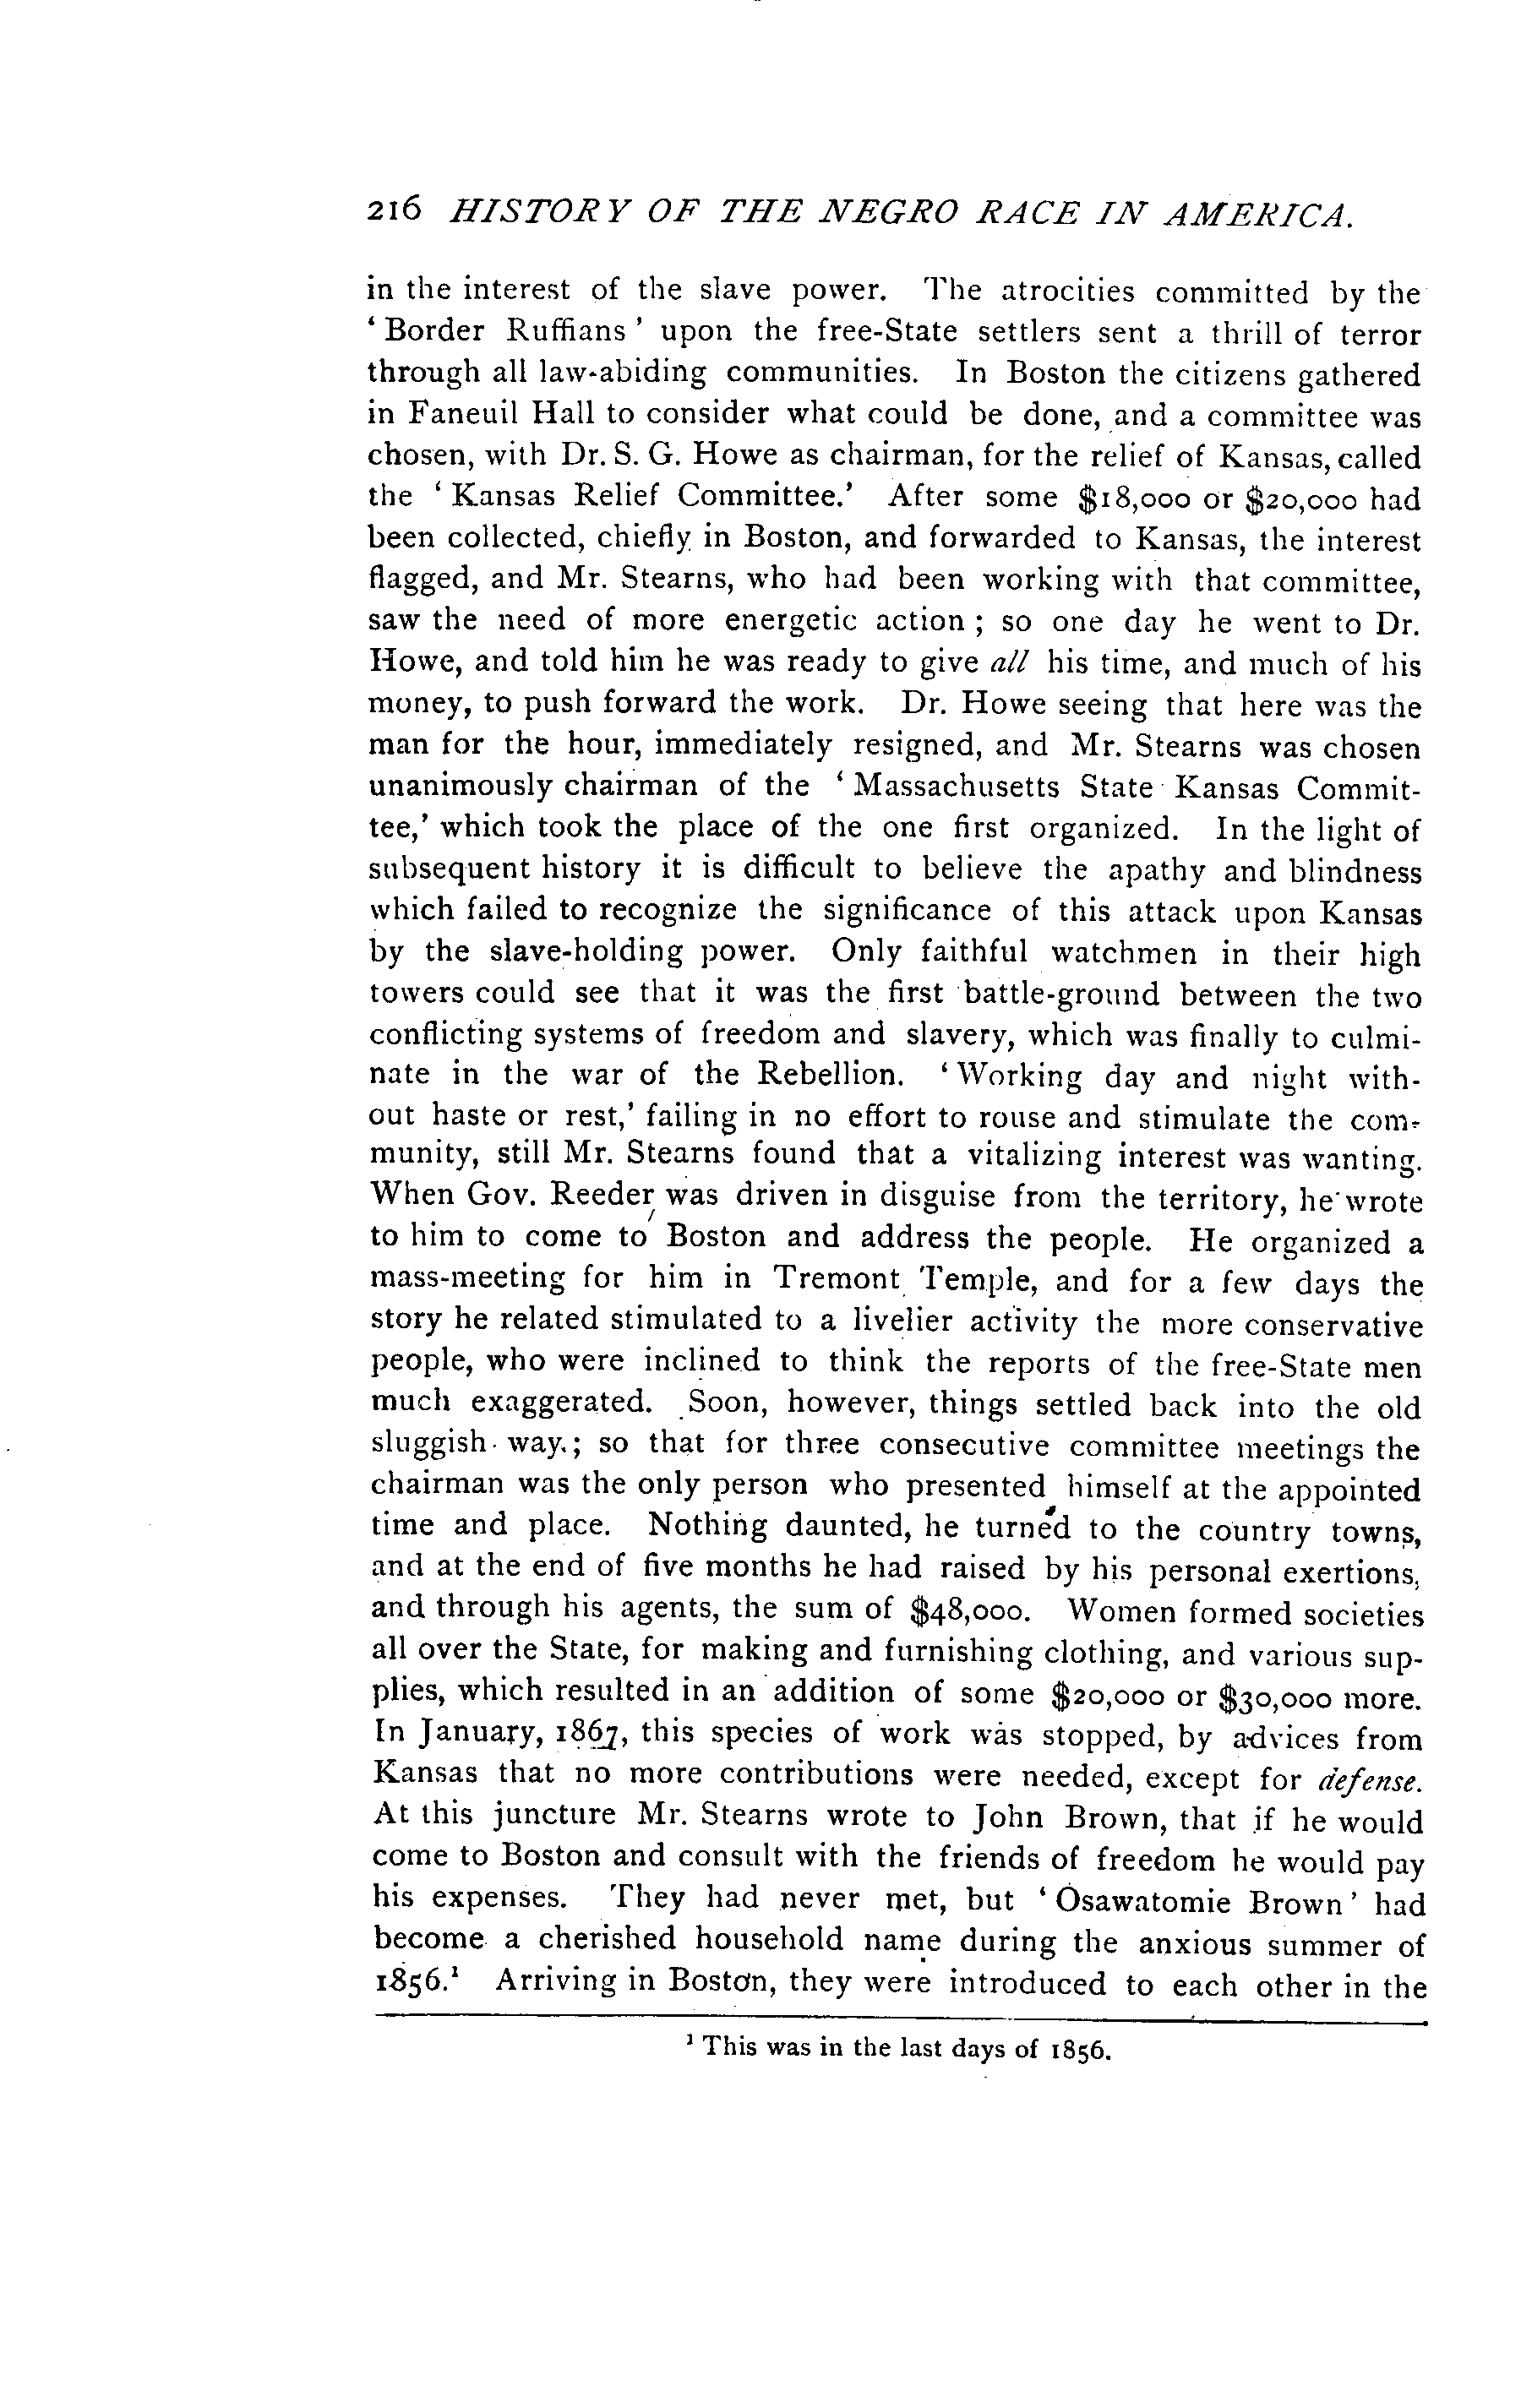 216 HISTORY OF THE NEGRO RACE IN AMERICA.
in the interest of the slave power. The atrocities committed by the
‘Border Ruffians’ upon the free-State settlers sent a thrill of terror
through all law-abiding communities. In Boston the citizens gathered
in Faneuil Hall to consider what could be done, and a committee was
chosen, with Dr. S. G. Howe as chairman, for the relief of Kansas, called
the ‘Kansas Relief Committee.’ After some $18,000 or $20,000 had
been collected, chiefly in Boston, and forwarded to Kansas, the interest
flagged, and Mr. Stearns, who had been working with that committee,
saw the need of more energetic action; so one day he went to Dr.
Howe, and told him he was ready to give all his time, and much of his
money, to push forward the work. Dr. Howe seeing that here was the
man for the hour, immediately resigned, and Mr. Stearns was chosen
unanimously chairman of the ‘Massachusetts State Kansas Commit-
tee,’ which took the place of the one first organized. In the light of
subsequent history it is difficult to believe the apathy and blindness
which failed to recognize the significance of this attack upon Kansas
by the slave-holding power. Only faithful watchmen in their high
towers could see that it was the first battle-ground between the two
conflicting systems of freedom and slavery, which was finally to culmi-
nate in the war of the Rebellion. ‘Working day and night with-
out haste or rest,’ failing in no effort to rouse and stimulate the com-
munity, still Mr. Stearns found that a vitalizing interest was wanting.
When Gov. Reeder was driven in disguise from the territory, he wrote
to him to come to Boston and address the people. He organized a
mass-meeting for him in Tremont Temple, and for a few days the
story he related stimulated to a livelier activity the more conservative
people, who were inclined to think the reports of the free-State men
much exaggerated. Soon, however, things settled back into the old
sluggish way; so that for three consecutive committee meetings the
chairman was the only person who presented himself at the appointed
time and place. Nothing daunted, he turned to the country towns,
and at the end of five months he had raised by his personal exertions,
and through his agents, the sum of $48,000. Women formed societies
all over the State, for making and furnishing clothing, and various sup-
plies, which resulted in an addition of some $20,000 or $30,000 more.
In January, 1867, this species of work was stopped, by advices from
Kansas that no more contributions were needed, except for defense.
At this juncture Mr. Stearns wrote to John Brown, that if he would
come to Boston and consult with the friends of freedom he would pay
his expenses. They had never met, but ‘Osawatomie Brown’ had
become a cherished household name during the anxious summer of
1856.¹ Arriving in Boston, they were introduced to each other in the
¹ This was in the last days of 1856.